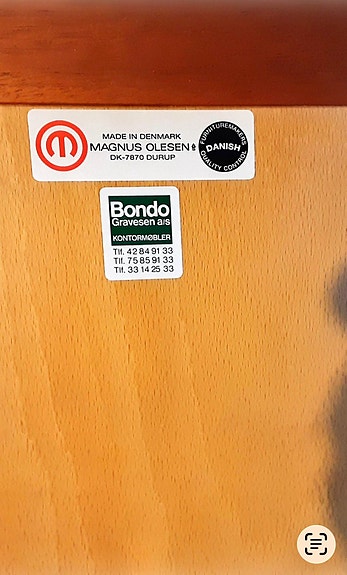 MADE IN DENMARK
MAGNUS OLESEN
DK-7870 DURUP
FURNITUREMAKERS
DANISH
QUALITY CONTROL
Bondo
Gravesen a/s
KONTORMØBLER
Tlf. 42 84 91 33
Tlf. 75 85 91 33
Tlf. 33 14 25 33